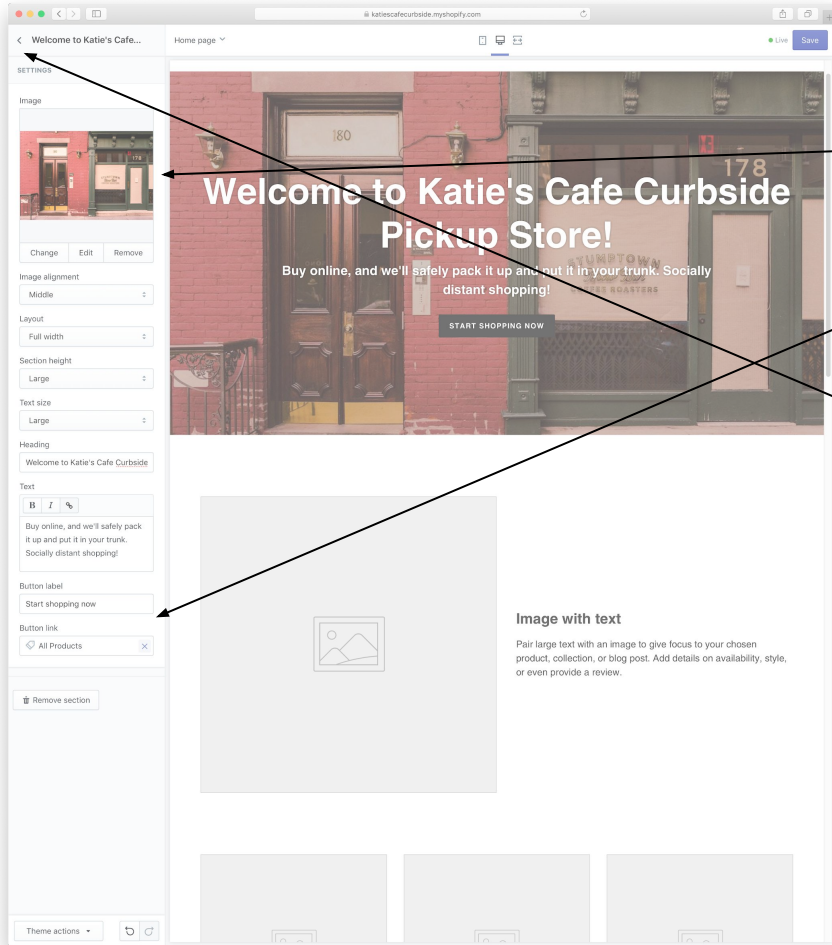 katiescafecurbside.myshopify.com
Welcome to Katie's Cafe...
Home page
Live
Save
SETTINGS
Image
178
Change
Edit
Remove
Image alignment
Middle
Layout
Full width
Section height
Large
Text size
Large
Heading
Welcome to Katie's Cafe Curbside
Text
B I
Buy online, and we'll safely pack
it up and put it in your trunk.
Socially distant shopping!
Button label
Start shopping now
Button link
All Products
Remove section
Theme actions
180
178
Welcome to Katie's Cafe Curbside
Pickup Store!
STUMPTOWN
COFFEE ROASTERS
Buy online, and we'll safely pack it up and put it in your trunk. Socially
distant shopping!
START SHOPPING NOW
Image with text
Pair large text with an image to give focus to your chosen
product, collection, or blog post. Add details on availability, style,
or even provide a review.